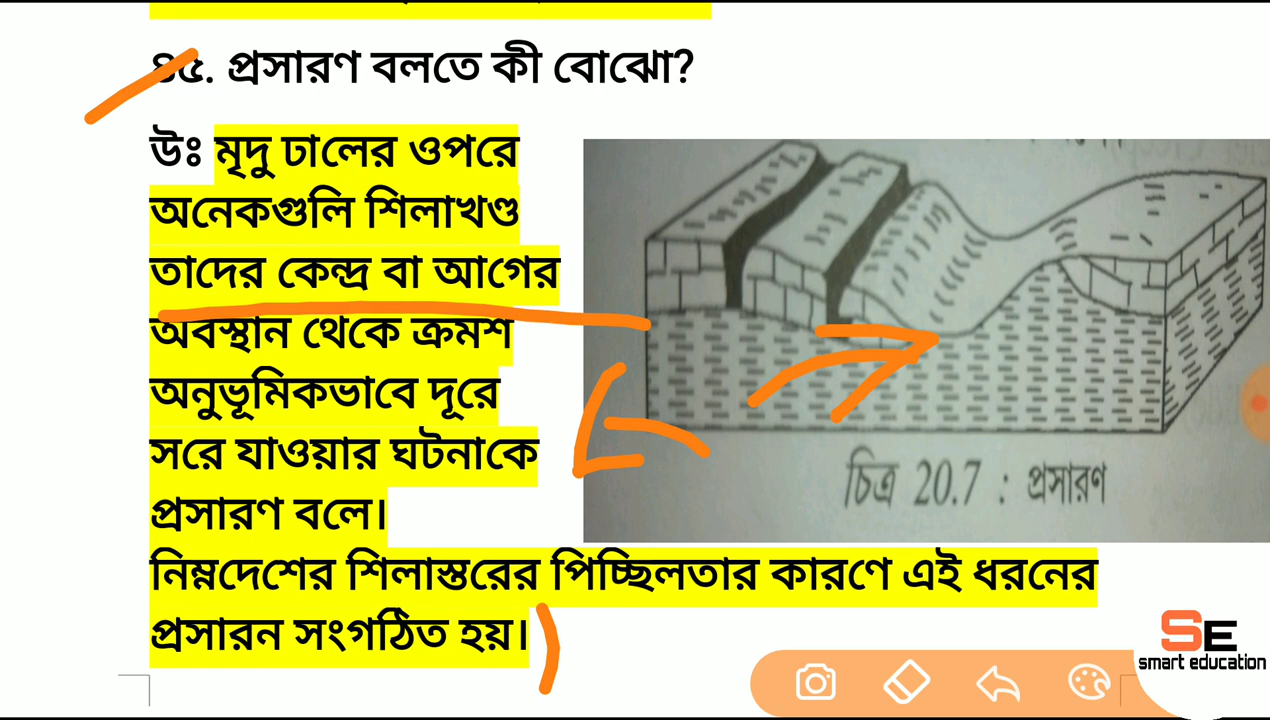 ৪৫. প্রসারণ বলতে কী বোঝো?
উঃ মৃদু ঢালের ওপরে
অনেকগুলি শিলাখণ্ড
তাদের কেন্দ্র বা আগের
অবস্থান থেকে ক্রমশ
অনুভূমিকভাবে দূরে
সরে যাওয়ার ঘটনাকে
প্রসারণ বলে।
নিম্নদেশের শিলাস্তরের পিচ্ছিলতার কারণে এই ধরনের
প্রসারন সংগঠিত হয়।
চিত্র 20.7 : প্রসারণ
SE
smart education